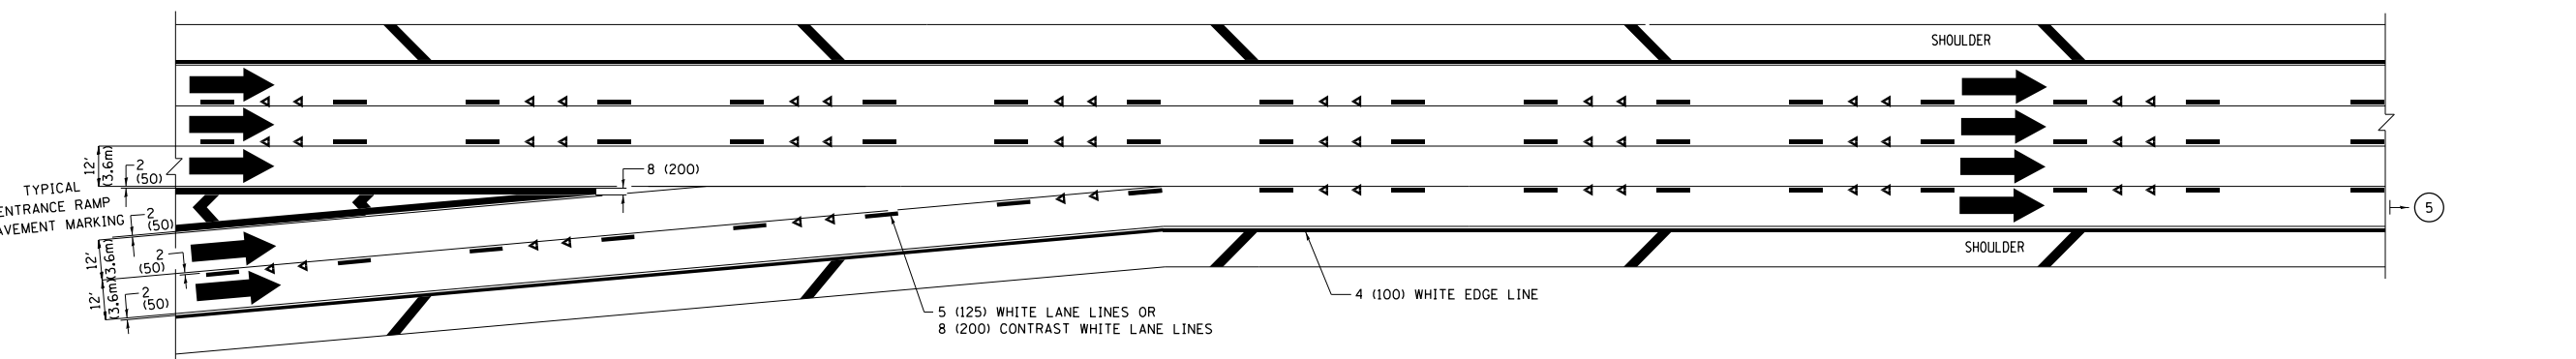 SHOULDER
12'
(3.6m)
2
(50)
8 (200)
TYPICAL
ENTRANCE RAMP
PAVEMENT MARKING
2
(50)
5
12'
(3.6m)
2
(50)
SHOULDER
12'
(3.6m)
2
(50)
4 (100) WHITE EDGE LINE
5 (125) WHITE LANE LINES OR
8 (200) CONTRAST WHITE LANE LINES